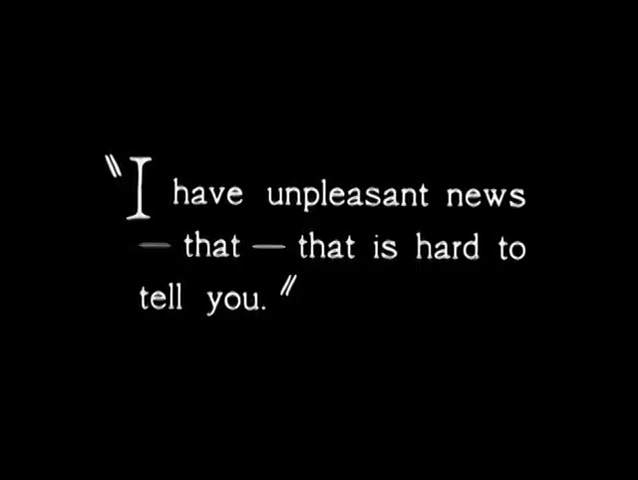 "I have unpleasant news
— that — that is hard to
tell you."